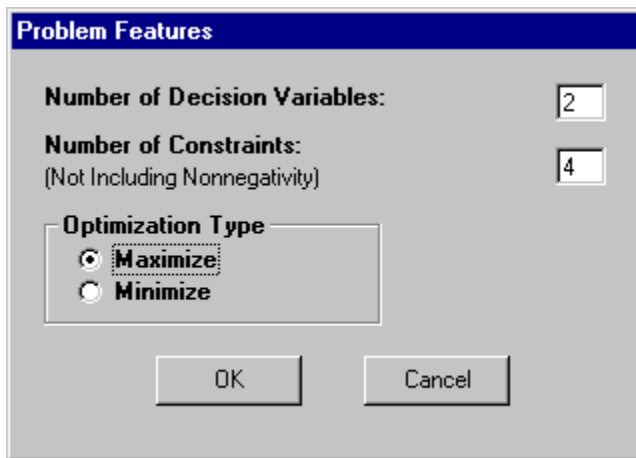 Problem Features
Number of Decision Variables: 2
Number of Constraints:
(Not Including Nonnegativity) 4
Optimization Type
Maximize
Minimize
OK Cancel